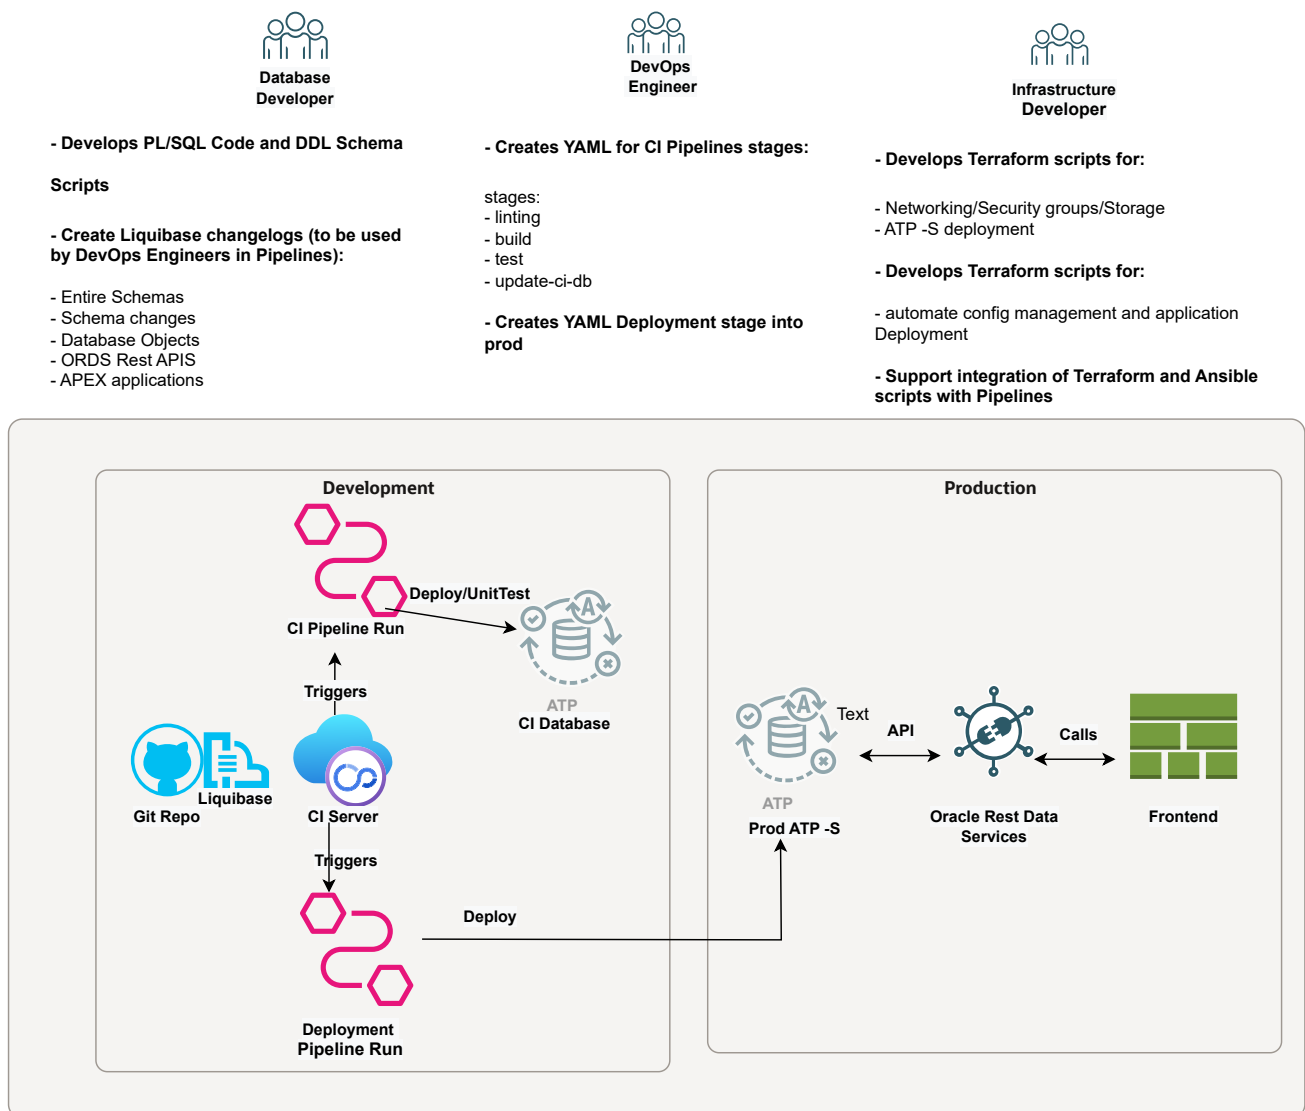 Database
Developer
- Develops PL/SQL Code and DDL Schema
Scripts
- Create Liquibase changelogs (to be used
by DevOps Engineers in Pipelines):
- Entire Schemas
- Schema changes
- Database Objects
- ORDS Rest APIS
- APEX applications
DevOps
Engineer
- Creates YAML for CI Pipelines stages:
stages:
- linting
- build
- test
- update-ci-db
- Creates YAML Deployment stage into
prod
Infrastructure
Developer
- Develops Terraform scripts for:
- Networking/Security groups/Storage
- ATP -S deployment
- Develops Terraform scripts for:
- automate config management and application
Deployment
- Support integration of Terraform and Ansible
scripts with Pipelines
Development
CI Pipeline Run
Deploy/UnitTest
A
ATP
CI Database
Triggers
Git Repo
Liquibase
CI Server
Triggers
Deployment
Pipeline Run
Deploy
Production
A
Text
ATP
Prod ATP -S
API
Oracle Rest Data
Services
Calls
Frontend